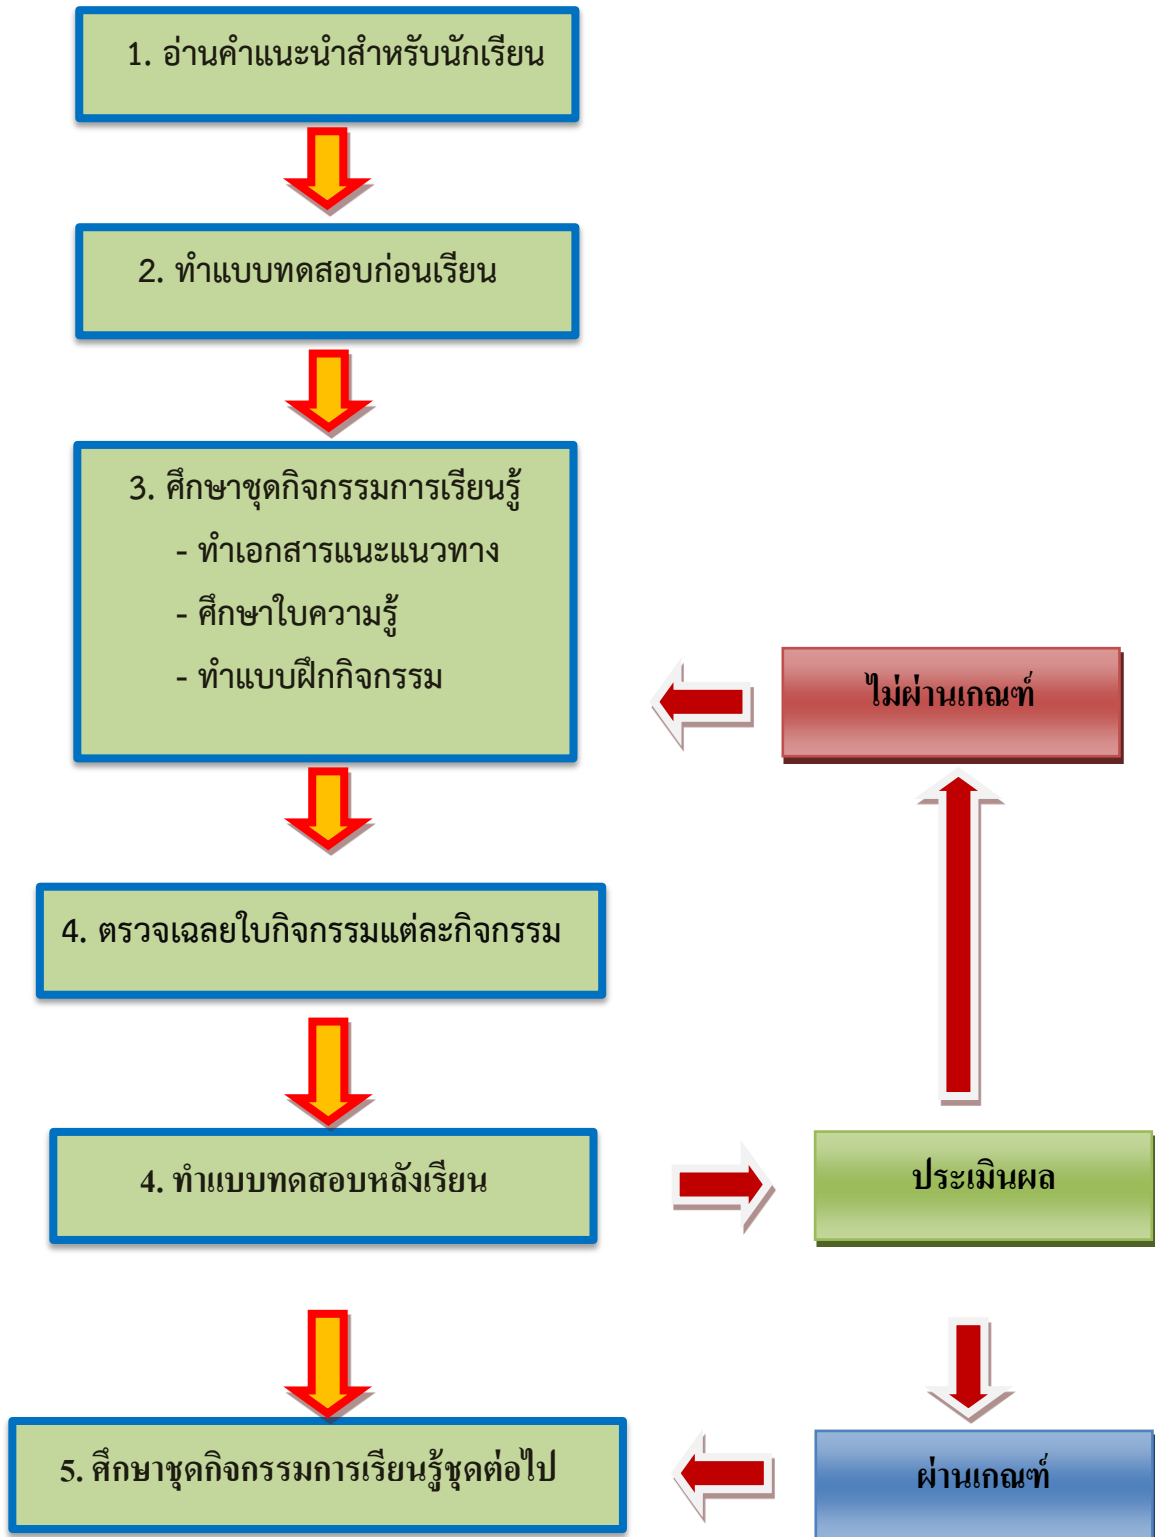 1. อ่านคำแนะนำสำหรับนักเรียน
2. ทำแบบทดสอบก่อนเรียน
3. ศึกษาชุดกิจกรรมการเรียนรู้
- ทำเอกสารแนะแนวทาง
- ศึกษาใบความรู้
- ทำแบบฝึกกิจกรรม
ไม่ผ่านเกณฑ์
4. ตรวจเฉลยใบกิจกรรมแต่ละกิจกรรม
4. ทำแบบทดสอบหลังเรียน
ประเมินผล
5. ศึกษาชุดกิจกรรมการเรียนรู้ชุดต่อไป
ผ่านเกณฑ์